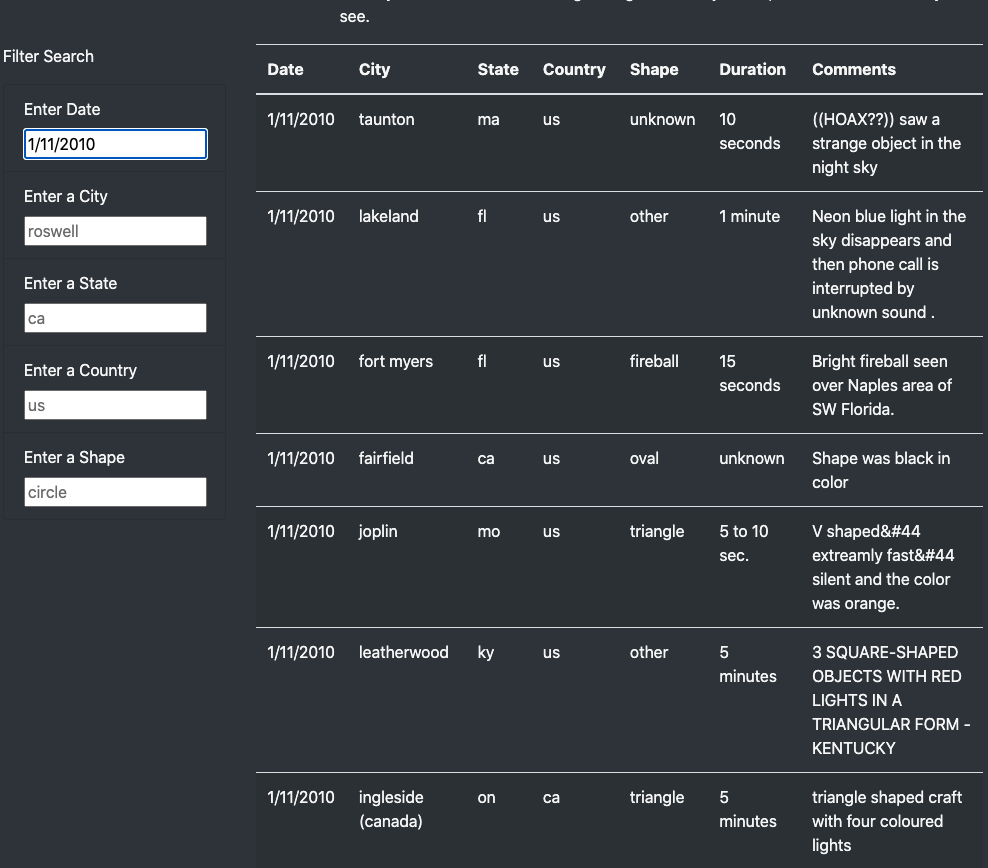 see.
Filter Search
Enter Date
1/11/2010
Enter a City
roswell
Enter a State
ca
Enter a Country
us
Enter a Shape
circle
Date City State Country Shape Duration Comments
1/11/2010 taunton ma us unknown 10 ((HOAX??)) saw a
seconds strange object in the
night sky
1/11/2010 lakeland fl us other 1 minute Neon blue light in the
sky disappears and
then phone call is
interrupted by
unknown sound .
1/11/2010 fort myers fl us fireball 15 Bright fireball seen
seconds over Naples area of
SW Florida.
1/11/2010 fairfield ca us oval unknown Shape was black in
color
1/11/2010 joplin mo us triangle 5 to 10 V shaped&#44
sec. extreamly fast&#44
silent and the color
was orange.
1/11/2010 leatherwood ky us other 5 3 SQUARE-SHAPED
minutes OBJECTS WITH RED
LIGHTS IN A
TRIANGULAR FORM -
KENTUCKY
1/11/2010 ingleside on ca triangle 5 triangle shaped craft
(canada) minutes with four coloured
lights